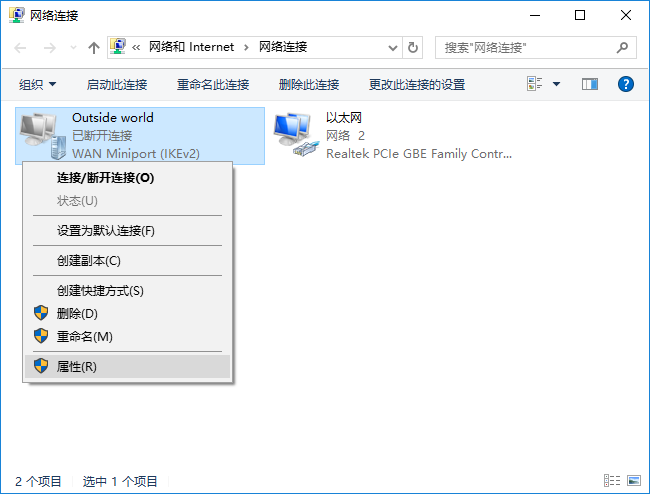 网络连接
« 网络和 Internet › 网络连接
搜索"网络连接"
组织 启动此连接 重命名此连接 删除此连接 更改此连接的设置
Outside world
已断开连接
WAN Miniport (IKEv2)
以太网
网络 2
Realtek PCIe GBE Family Contr...
连接/断开连接(O)
状态(U)
设置为默认连接(F)
创建副本(C)
创建快捷方式(S)
删除(D)
重命名(M)
属性(R)
2 个项目 选中 1 个项目